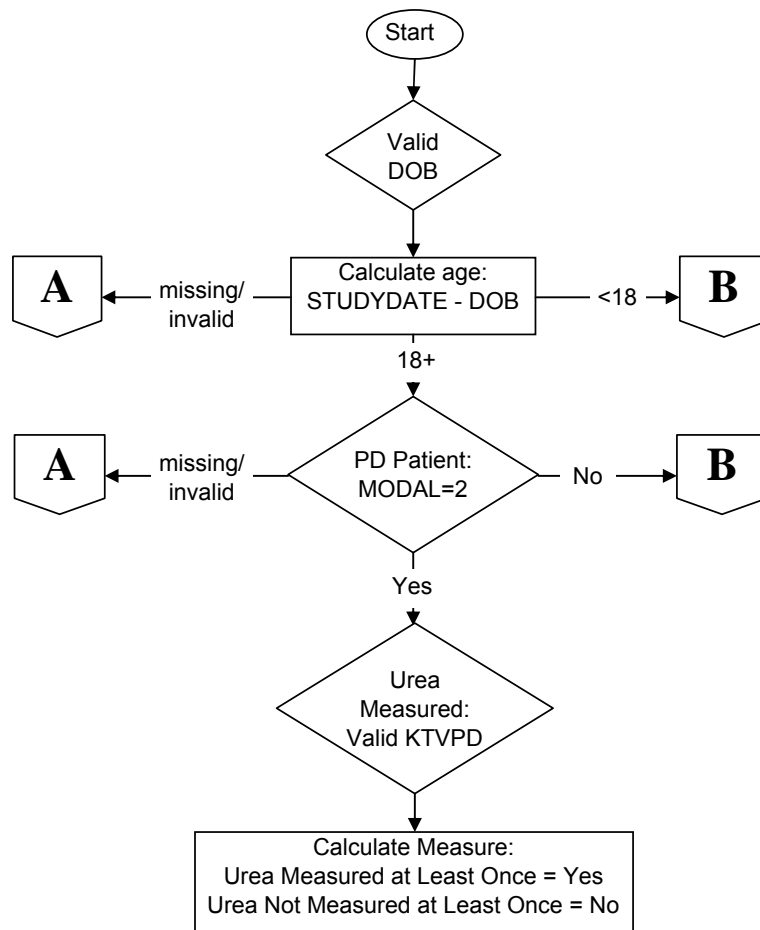 Start
Valid
DOB
A
missing/
invalid
Calculate age:
STUDYDATE - DOB
<18
B
18+
A
missing/
invalid
PD Patient:
MODAL=2
No
B
Yes
Urea
Measured:
Valid KTVPD
Calculate Measure:
Urea Measured at Least Once = Yes
Urea Not Measured at Least Once = No